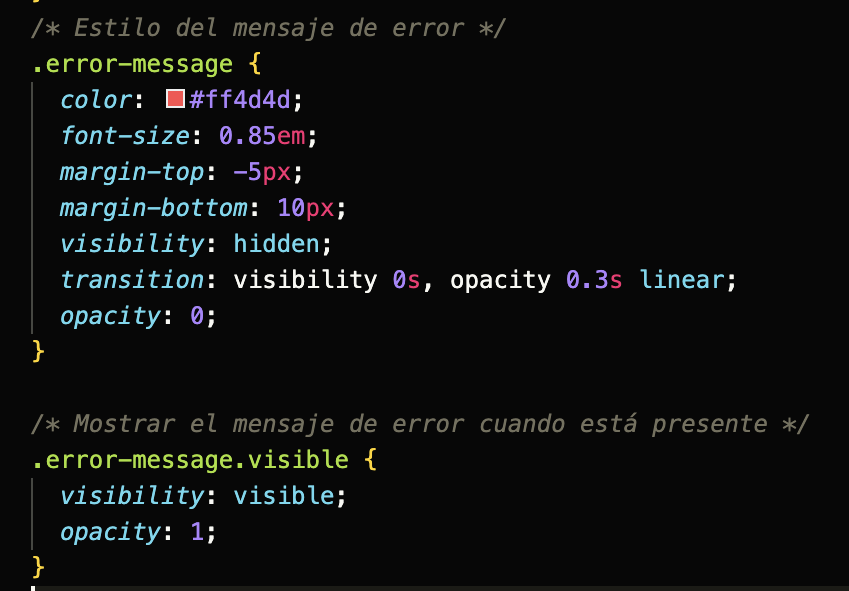 /* Estilo del mensaje de error */
.error-message {
color: #ff4d4d;
font-size: 0.85em;
margin-top: -5px;
margin-bottom: 10px;
visibility: hidden;
transition: visibility 0s, opacity 0.3s linear;
opacity: 0;
}
/* Mostrar el mensaje de error cuando está presente */
.error-message.visible {
visibility: visible;
opacity: 1;
}